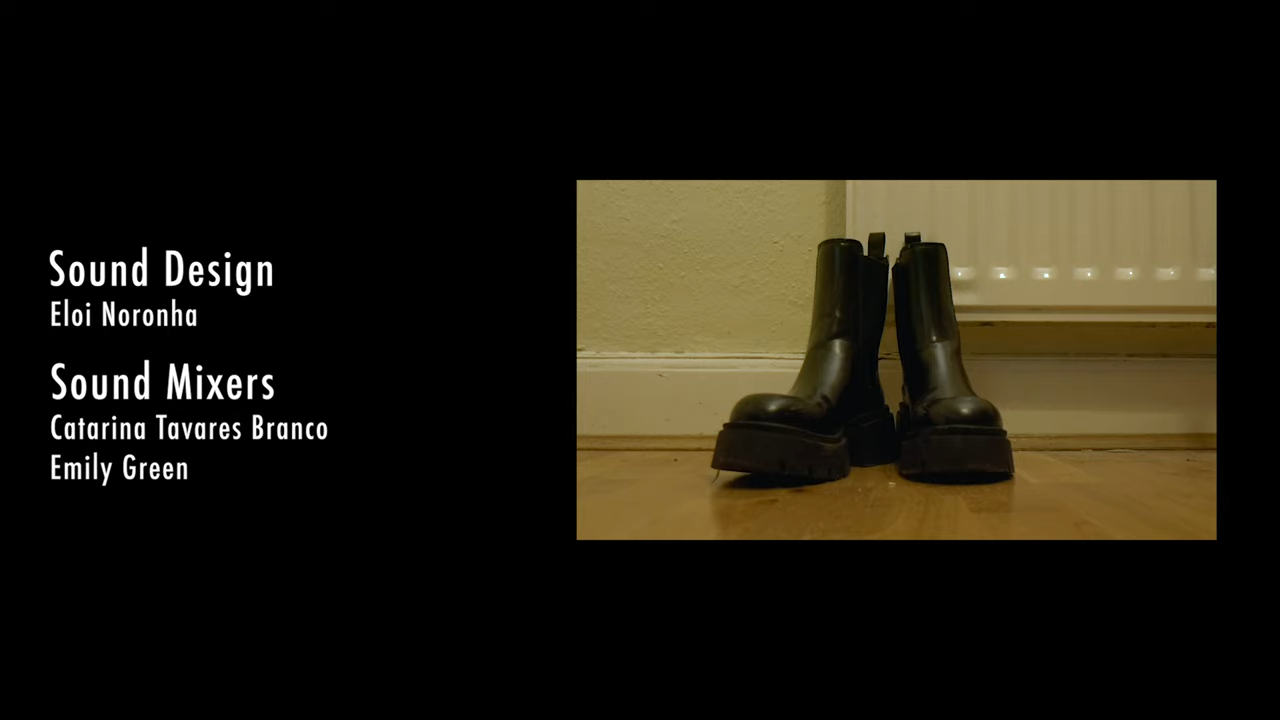 Sound Design
Eloi Noronha
Sound Mixers
Catarina Tavares Branco
Emily Green